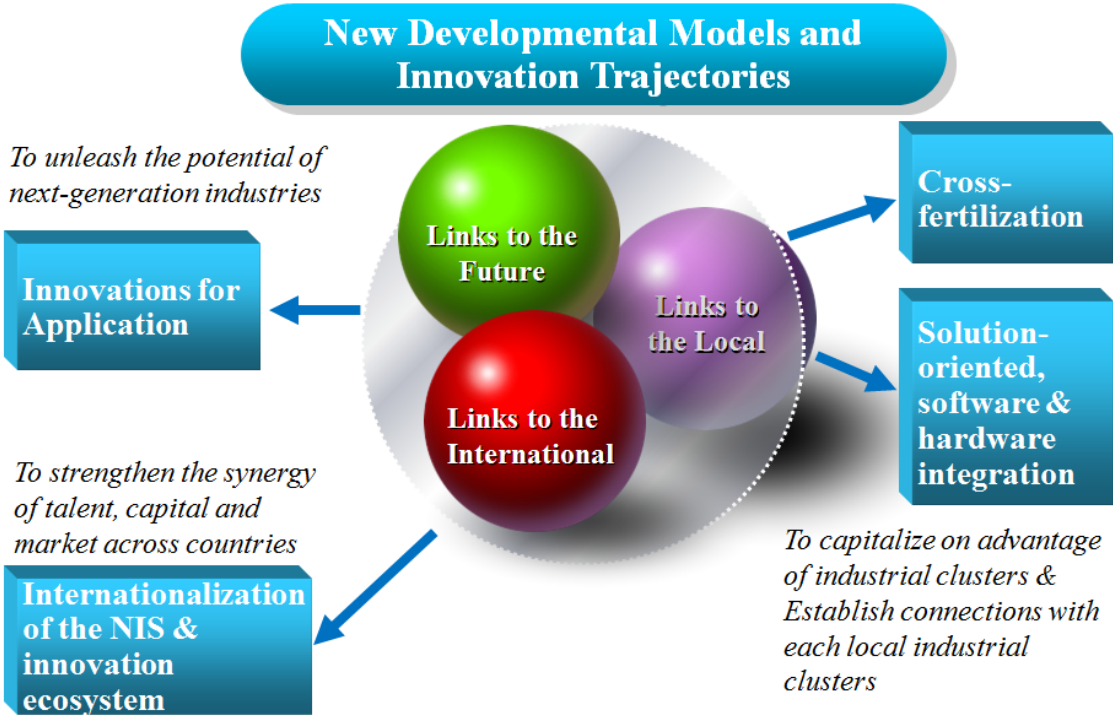 New Developmental Models and
Innovation Trajectories
To unleash the potential of
next-generation industries
Innovations for
Application
Links to the
Future
Links to
the Local
Links to the
International
Cross-
fertilization
Solution-
oriented,
software &
hardware
integration
To strengthen the synergy
of talent, capital and
market across countries
Internationalization
of the NIS &
innovation
ecosystem
To capitalize on advantage
of industrial clusters &
Establish connections with
each local industrial
clusters